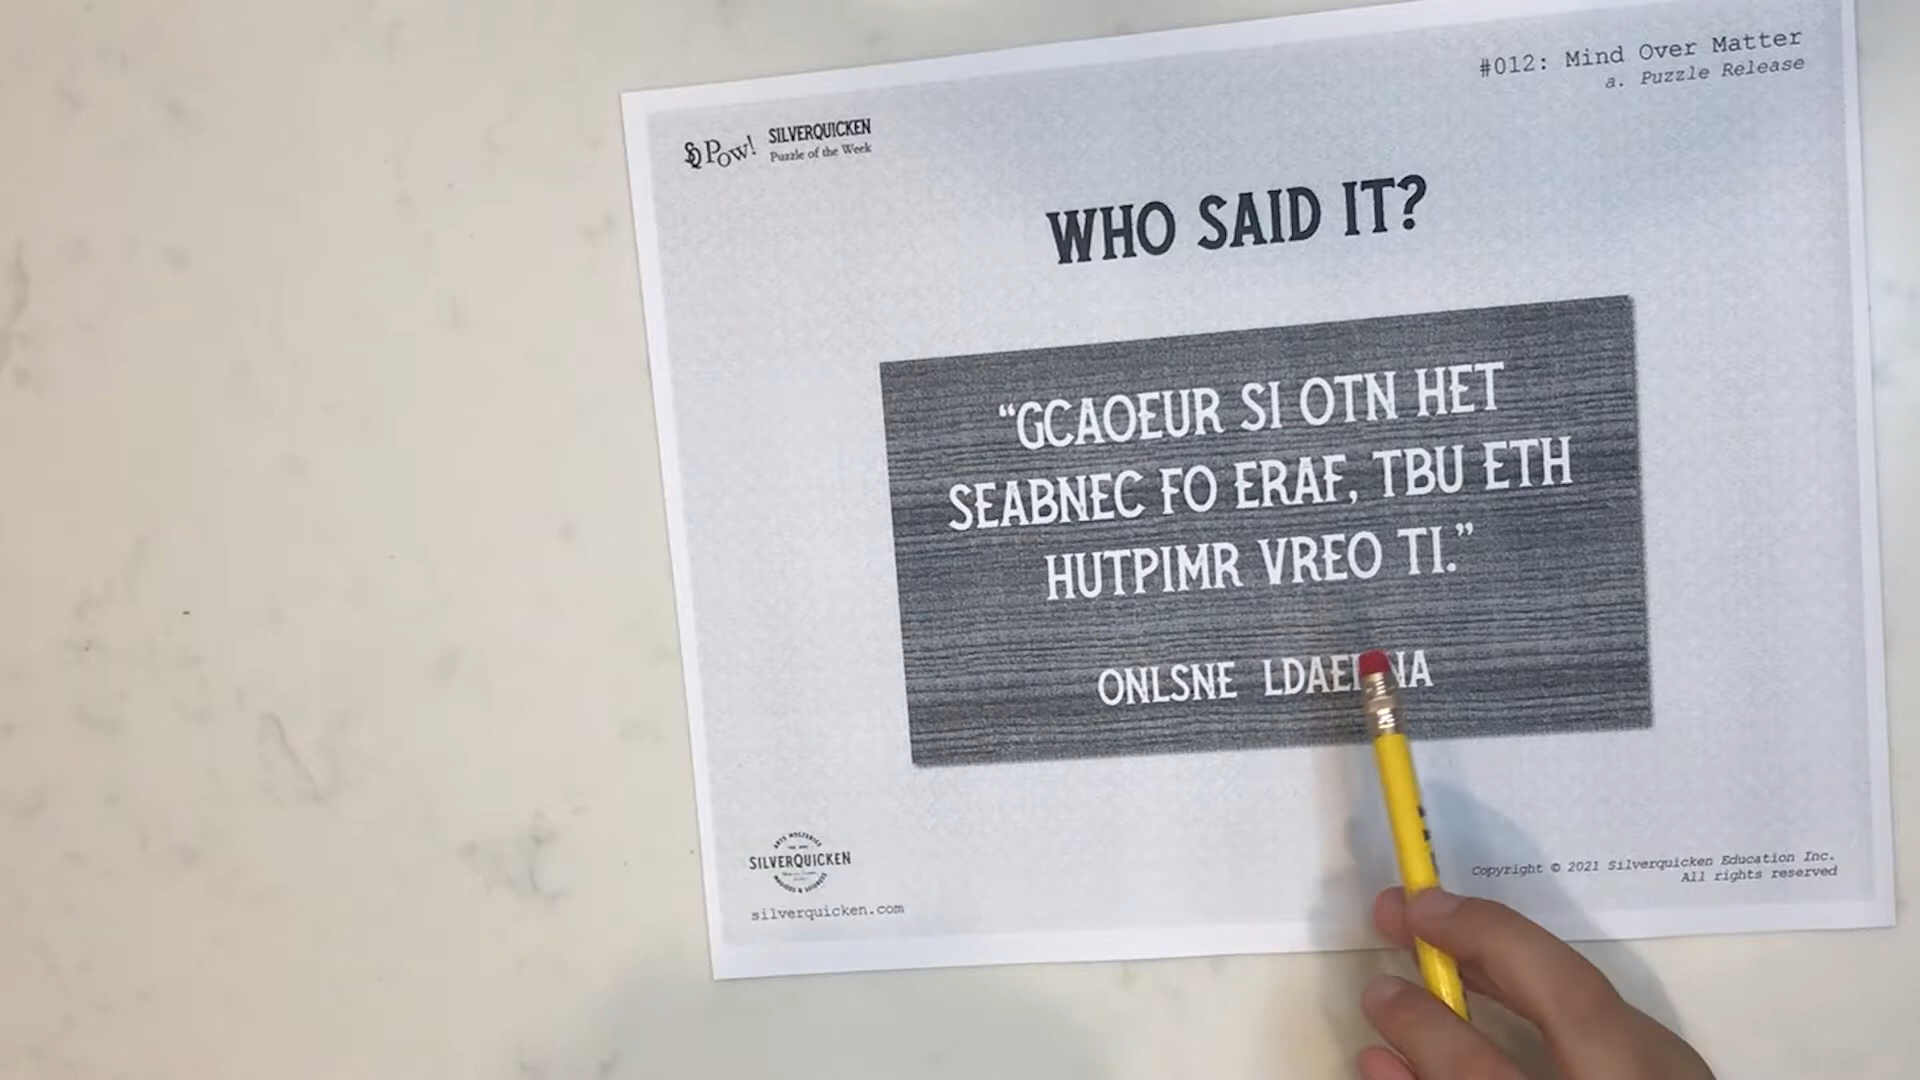 #012: Mind Over Matter
a. Puzzle Release
SQ Pow! SILVERQUICKEN
Puzzle of the Week
WHO SAID IT?
“GCAOEUR SI OTN HET
SEABNEC FO ERAF, TBU ETH
HUTPIMR VREO TI.”
ONLSNE
SILVERQUICKEN
silverquicken.com
Copyright © 2021 Silverquicken Education Inc.
All rights reserved